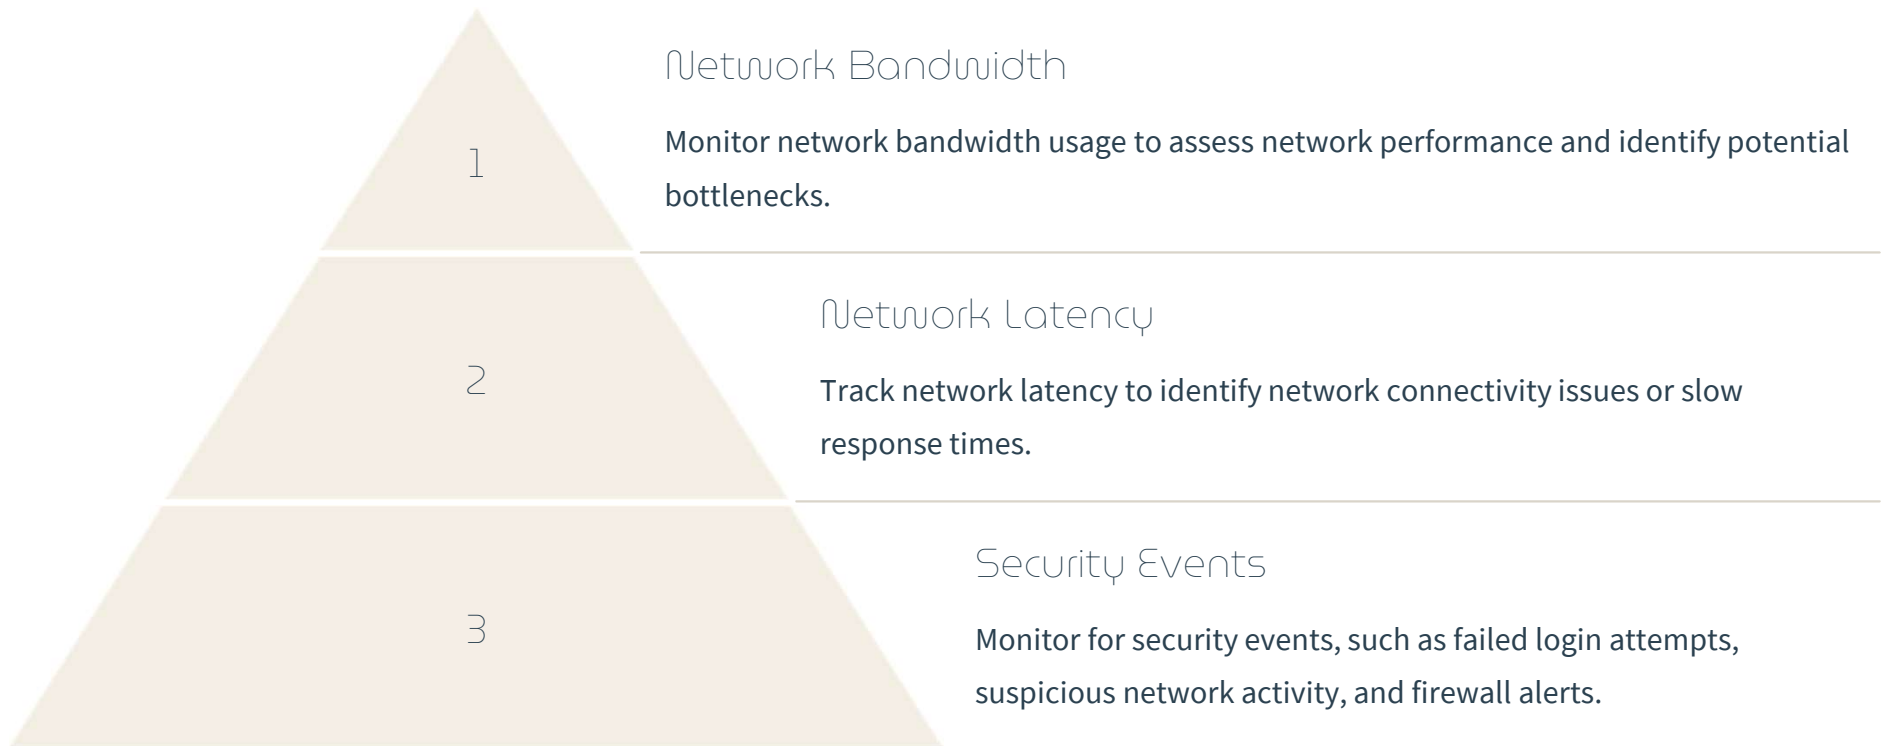 Network Bandwidth
1
Monitor network bandwidth usage to assess network performance and identify potential
bottlenecks.
Network Latency
2
Track network latency to identify network connectivity issues or slow
response times.
Security Events
3
Monitor for security events, such as failed login attempts,
suspicious network activity, and firewall alerts.